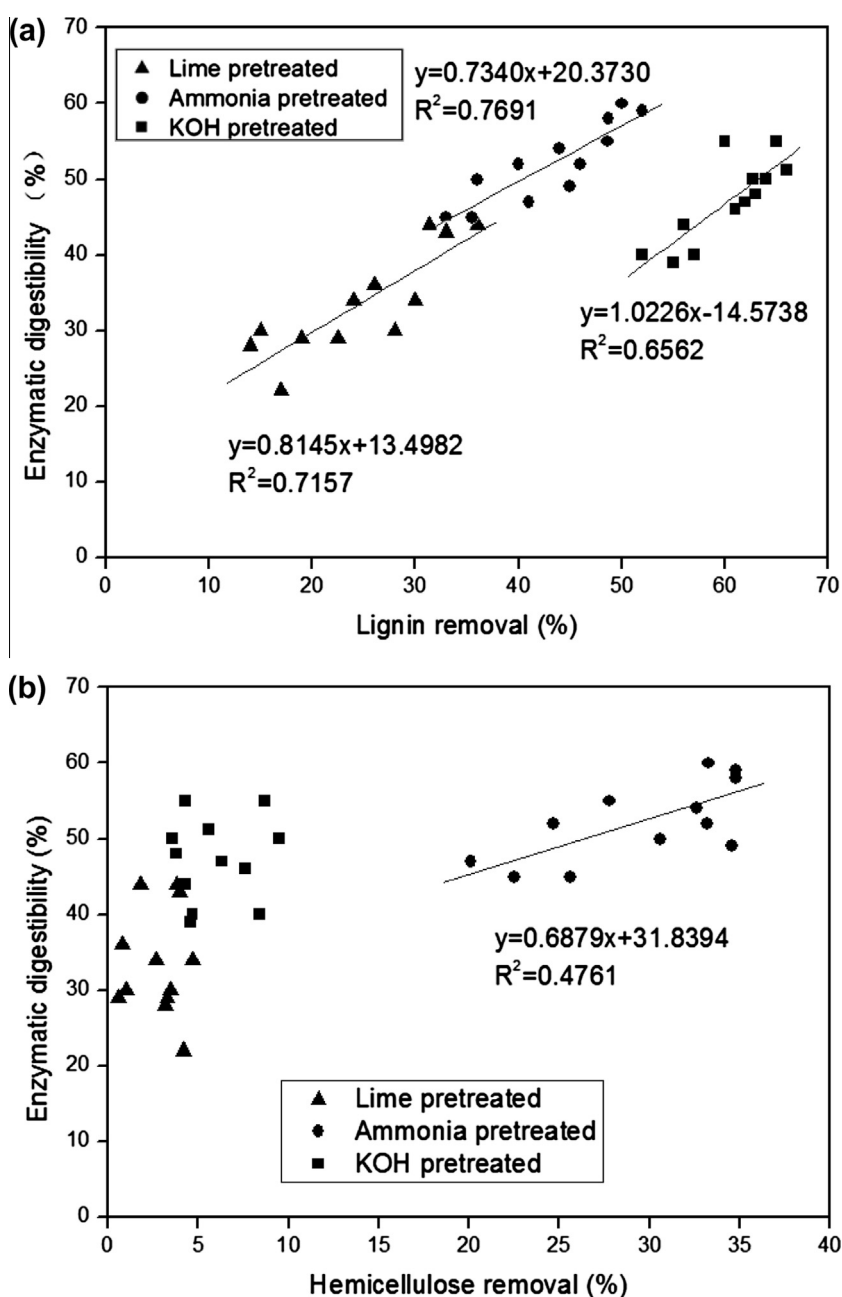 (a)
70
60
50
40
30
20
10
0
Enzymatic digestibility (%)
Lime pretreated
Ammonia pretreated
KOH pretreated
y=0.7340x+20.3730
R²=0.7691
y=1.0226x-14.5738
R²=0.6562
y=0.8145x+13.4982
R²=0.7157
0 10 20 30 40 50 60 70
Lignin removal (%)
(b)
70
60
50
40
30
20
10
0
Enzymatic digestibility (%)
y=0.6879x+31.8394
R²=0.4761
Lime pretreated
Ammonia pretreated
KOH pretreated
0 5 10 15 20 25 30 35 40
Hemicellulose removal (%)